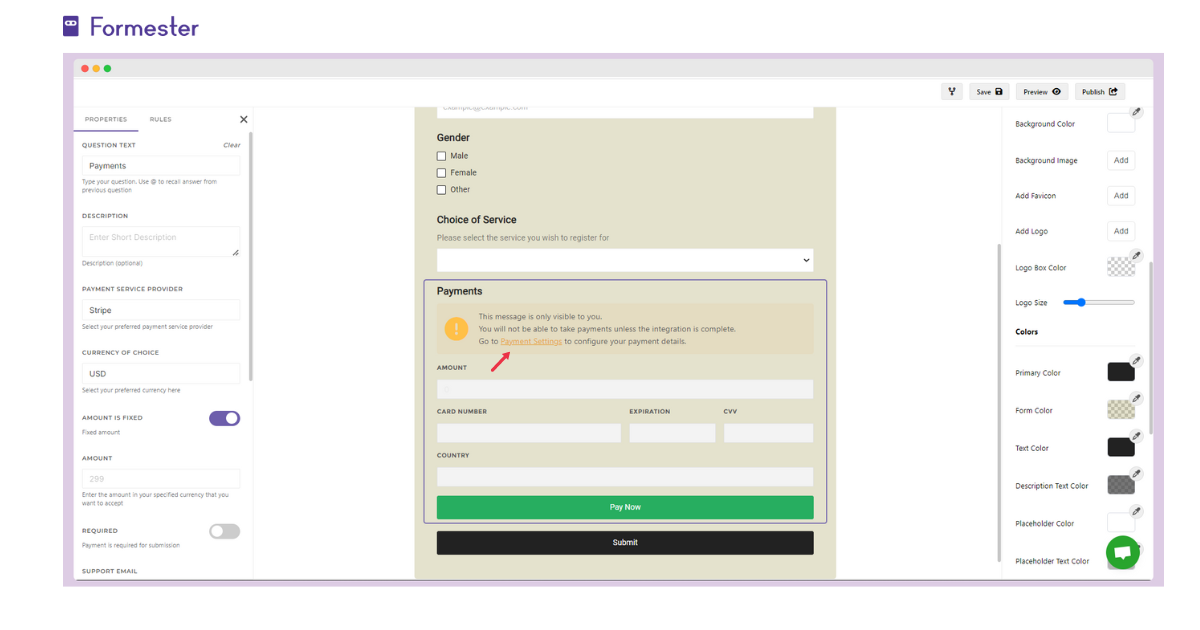 Formester
Save
Preview
Publish
PROPERTIES
RULES
QUESTION TEXT
Clear
Payments
Type your question. Use @ to recall answer from
previous question
DESCRIPTION
Enter Short Description
Description (optional)
PAYMENT SERVICE PROVIDER
Stripe
Select your preferred payment service provider
CURRENCY OF CHOICE
USD
Select your preferred currency here
AMOUNT IS FIXED
Fixed amount
AMOUNT
299
Enter the amount in your specified currency that you
want to accept
REQUIRED
Payment is required for submission
SUPPORT EMAIL
example@example.com
Gender
Male
Female
Other
Choice of Service
Please select the service you wish to register for
Payments
This message is only visible to you.
You will not be able to take payments unless the integration is complete.
Go to Payment Settings to configure your payment details.
AMOUNT
CARD NUMBER
EXPIRATION
CVV
COUNTRY
Pay Now
Submit
Background Color
Background Image
Add
Add Favicon
Add
Add Logo
Add
Logo Box Color
Logo Size
Colors
Primary Color
Form Color
Text Color
Description Text Color
Placeholder Color
Placeholder Text Color